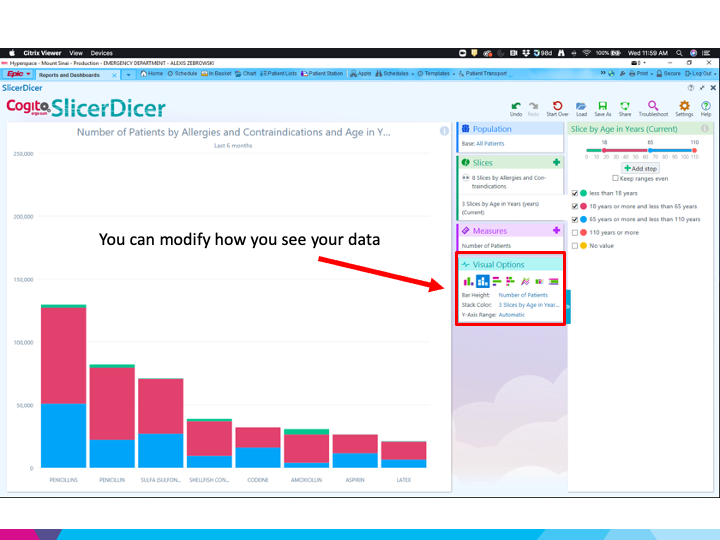 Citrix Viewer View Devices
98d 100% Wed 11:59 AM
Hyperspace - Mount Sinai - Production - EMERGENCY DEPARTMENT - ALEXIS ZEBROWSKI
Epic Reports and Dashboards Home Schedule In Basket Chart Patient Lists Patient Station Appts Schedules Templates Patient Transport Print Secure Log Out
SlicerDicer
Cogito ergo sum SlicerDicer
Undo Redo Start Over Load Save As Share Troubleshoot Settings Help
Number of Patients by Allergies and Contraindications and Age in Y...
Last 6 months
250,000
200,000
150,000
100,000
50,000
0
PENICILLINS PENICILLIN SULFA (SULFON... SHELLFISH CON... CODEINE AMOXICILLIN ASPIRIN LATEX
You can modify how you see your data
Population
Base: All Patients
Slices
8 Slices by Allergies and Con-
traindications
3 Slices by Age in Years (years)
(Current)
Measures
Number of Patients
Visual Options
Bar Height: Number of Patients
Stack Color: 3 Slices by Age in Year...
Y-Axis Range: Automatic
Slice by Age in Years (Current)
18 65 110
0 10 20 30 40 50 60 70 80 90 100 110
Add stop
Keep ranges even
less than 18 years
18 years or more and less than 65 years
65 years or more and less than 110 years
110 years or more
No value